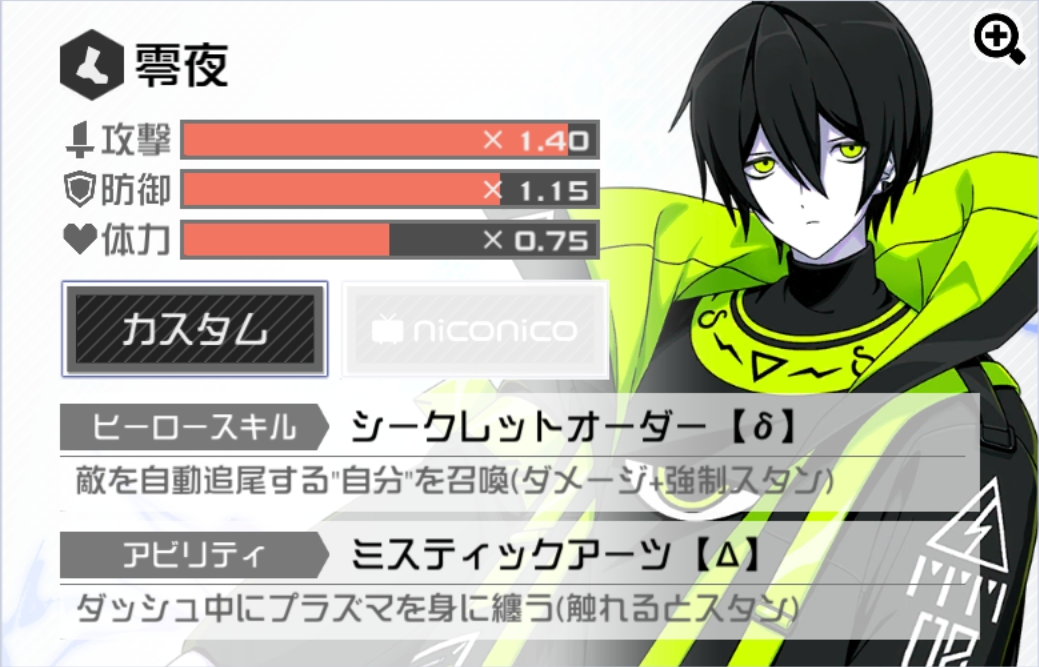 零夜
攻撃 × 1.40
防御 × 1.15
体力 × 0.75
カスタム
niconico
ヒーロースキル シークレットオーダー【δ】
敵を自動追尾する"自分"を召喚(ダメージ+強制スタン)
アビリティ ミスティックアーツ【Δ】
ダッシュ中にプラズマを身に纏う(触れるとスタン)